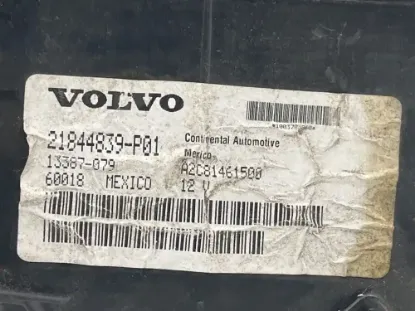 VOLVO
21844839-P01
Continental Automotive
Mexico
13387-079
A2C81461500
60018 MEXICO
12 V